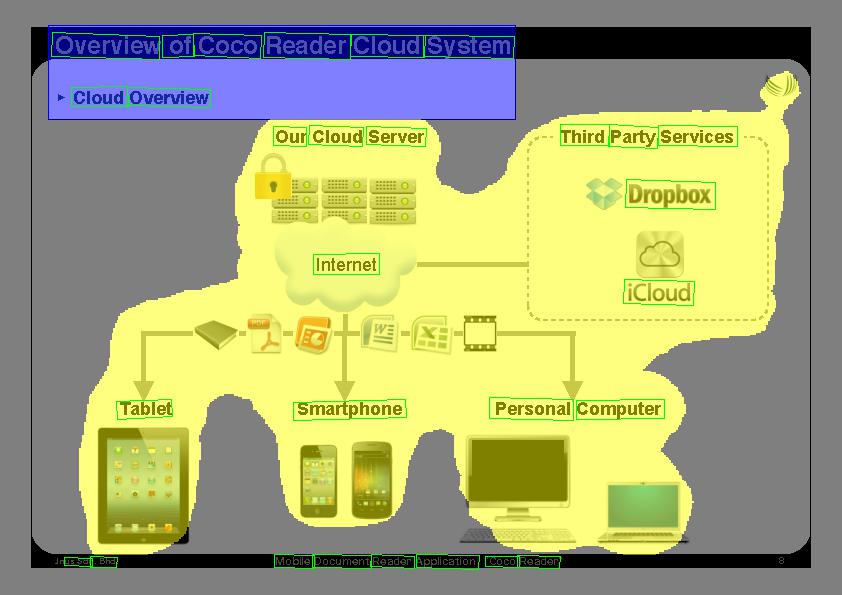 Overview of Coco Reader Cloud System
Cloud Overview
Our Cloud Server
Third Party Services
Dropbox
Internet
iCloud
PDF
Tablet
Smartphone
Personal Computer
Sdn. Bhd.
Mobile Document Reader Application - Coco Reader
8